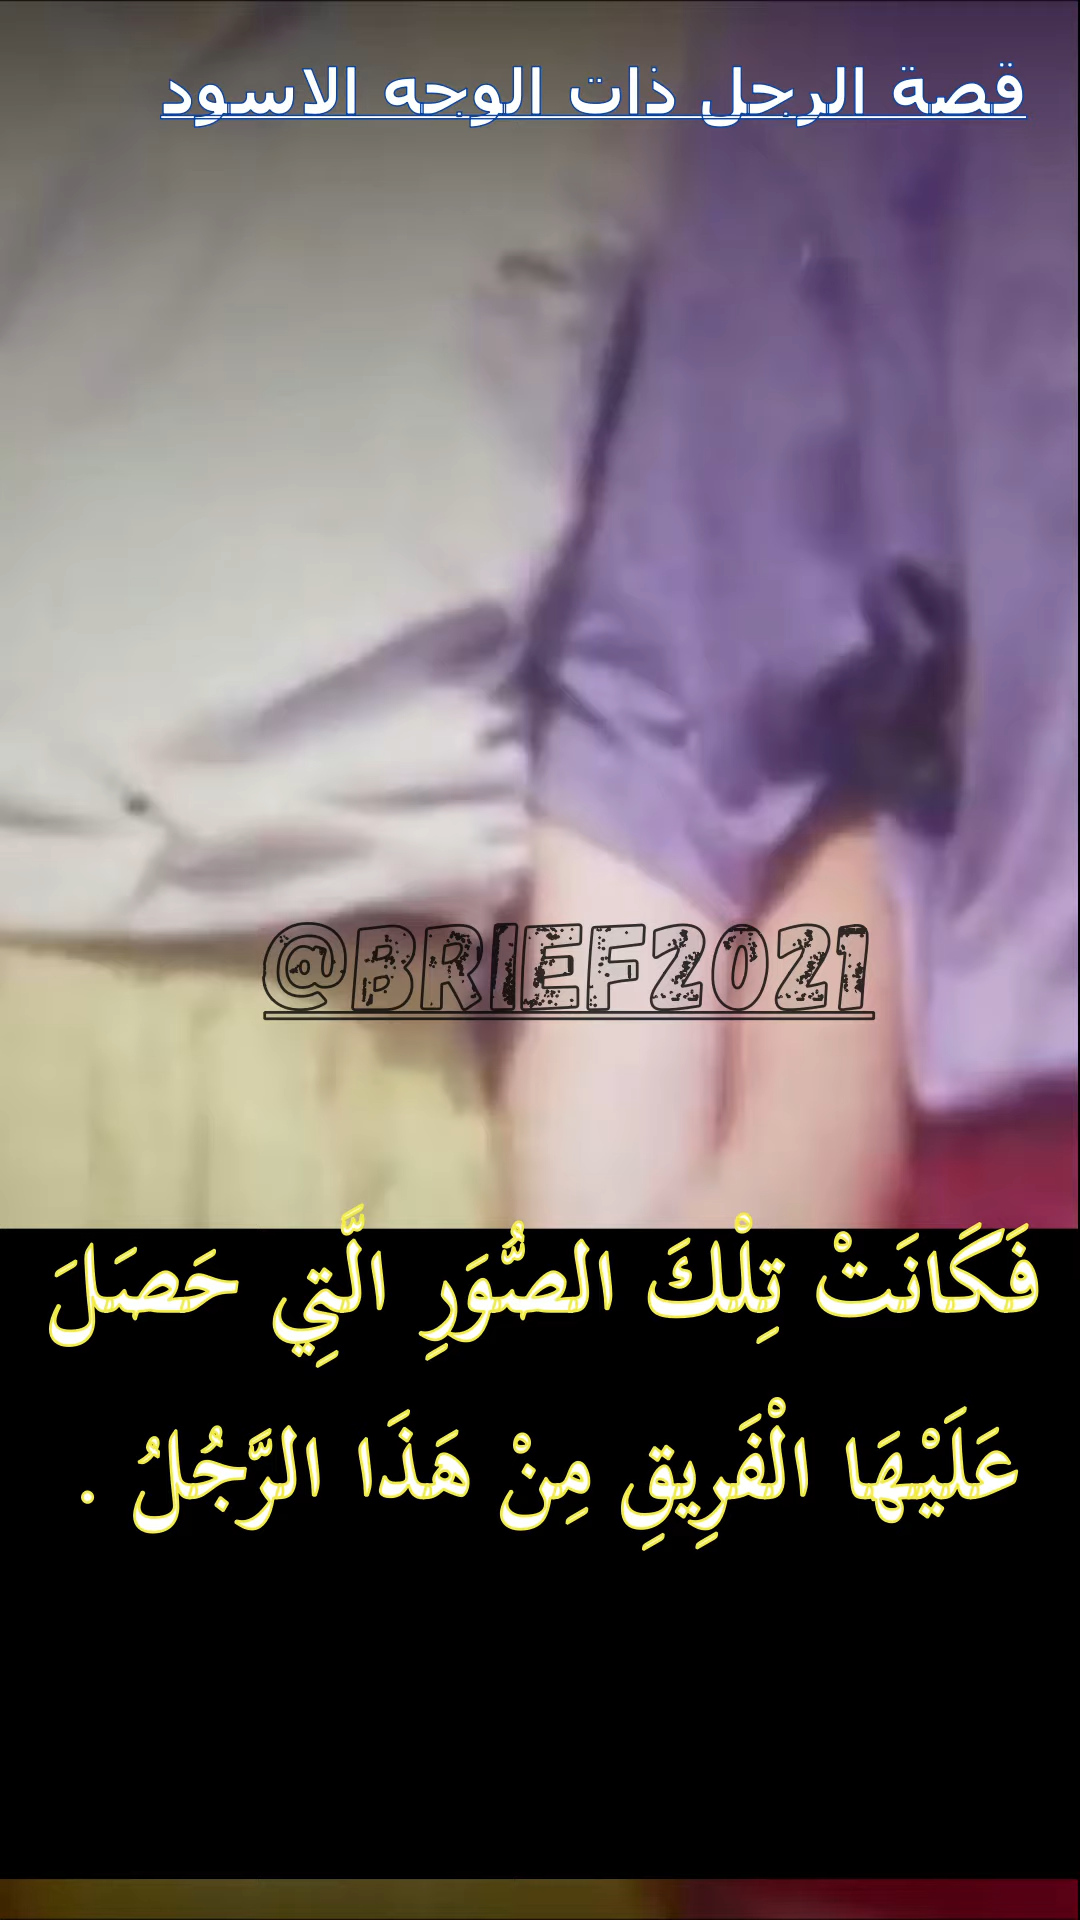 قصة الرجل ذات الوجه الاسود
@BRIEF2021
فَكَانَتْ تِلْكَ الصُّوَرِ الَّتِي حَصَلَ
عَلَيْهَا الْفَرِيقِ مِنْ هَذَا الرَّجُلُ .